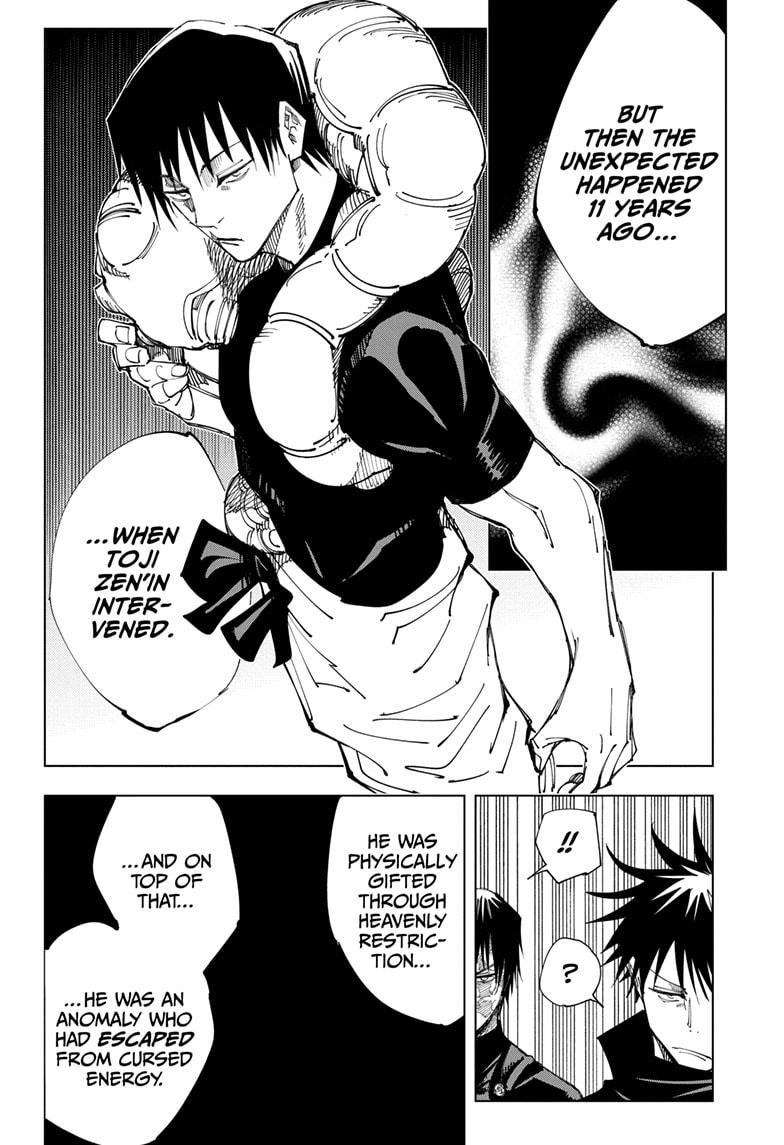 BUT
THEN THE
UNEXPECTED
HAPPENED
11 YEARS
AGO...
...WHEN
TOJI
ZEN'IN
INTER-
VENED.
!!
?
HE WAS
PHYSICALLY
GIFTED
THROUGH
HEAVENLY
RESTRIC-
TION...
...AND ON
TOP OF
THAT...
...HE WAS AN
ANOMALY WHO
HAD ESCAPED
FROM CURSED
ENERGY.